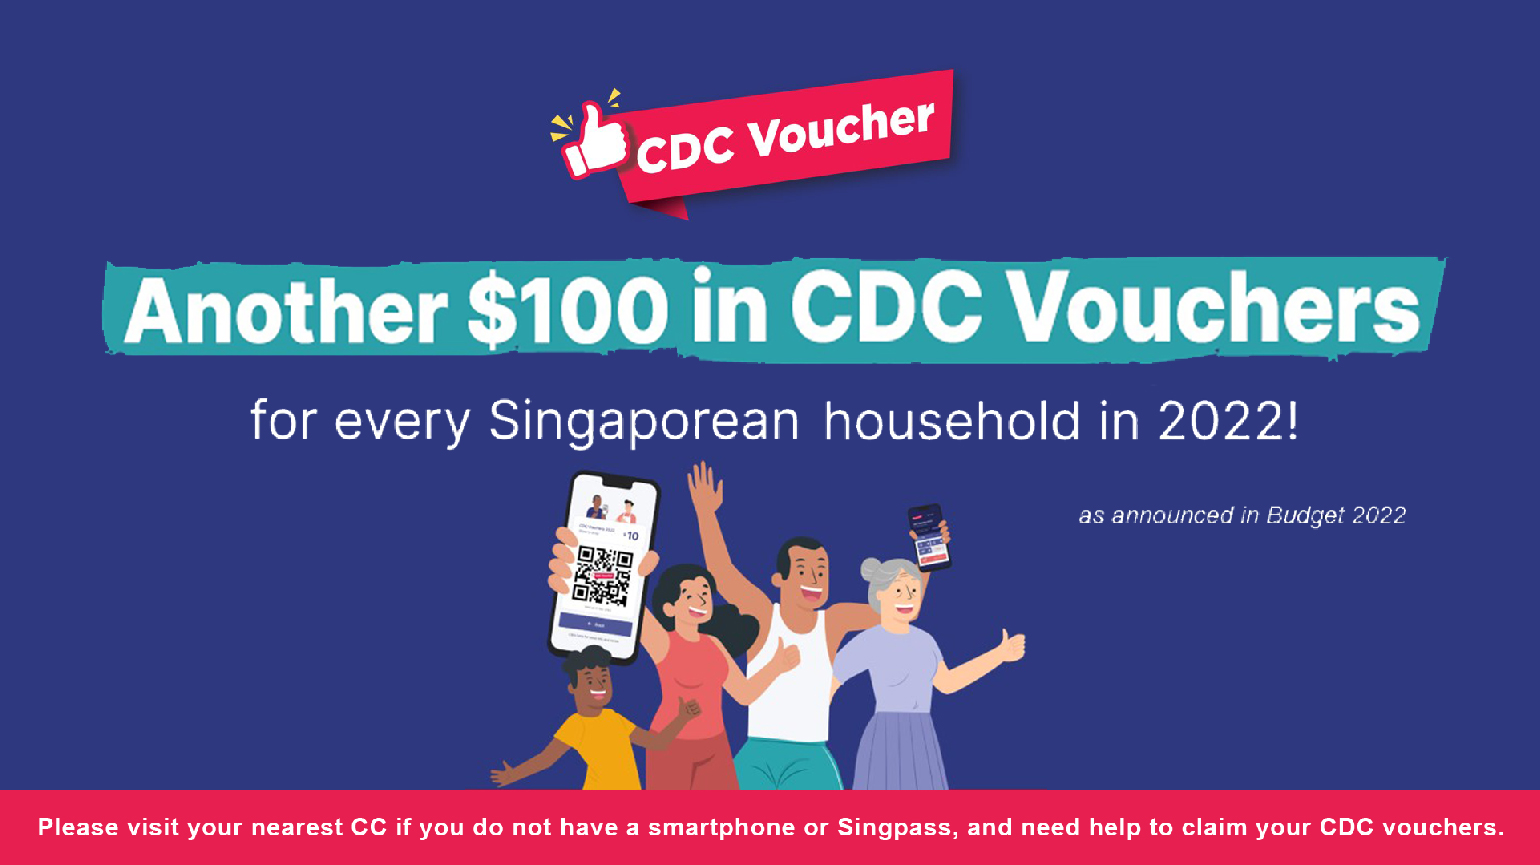 CDC Voucher
Another $100 in CDC Vouchers
for every Singaporean household in 2022!
as announced in Budget 2022
10
Please visit your nearest CC if you do not have a smartphone or Singpass, and need help to claim your CDC vouchers.